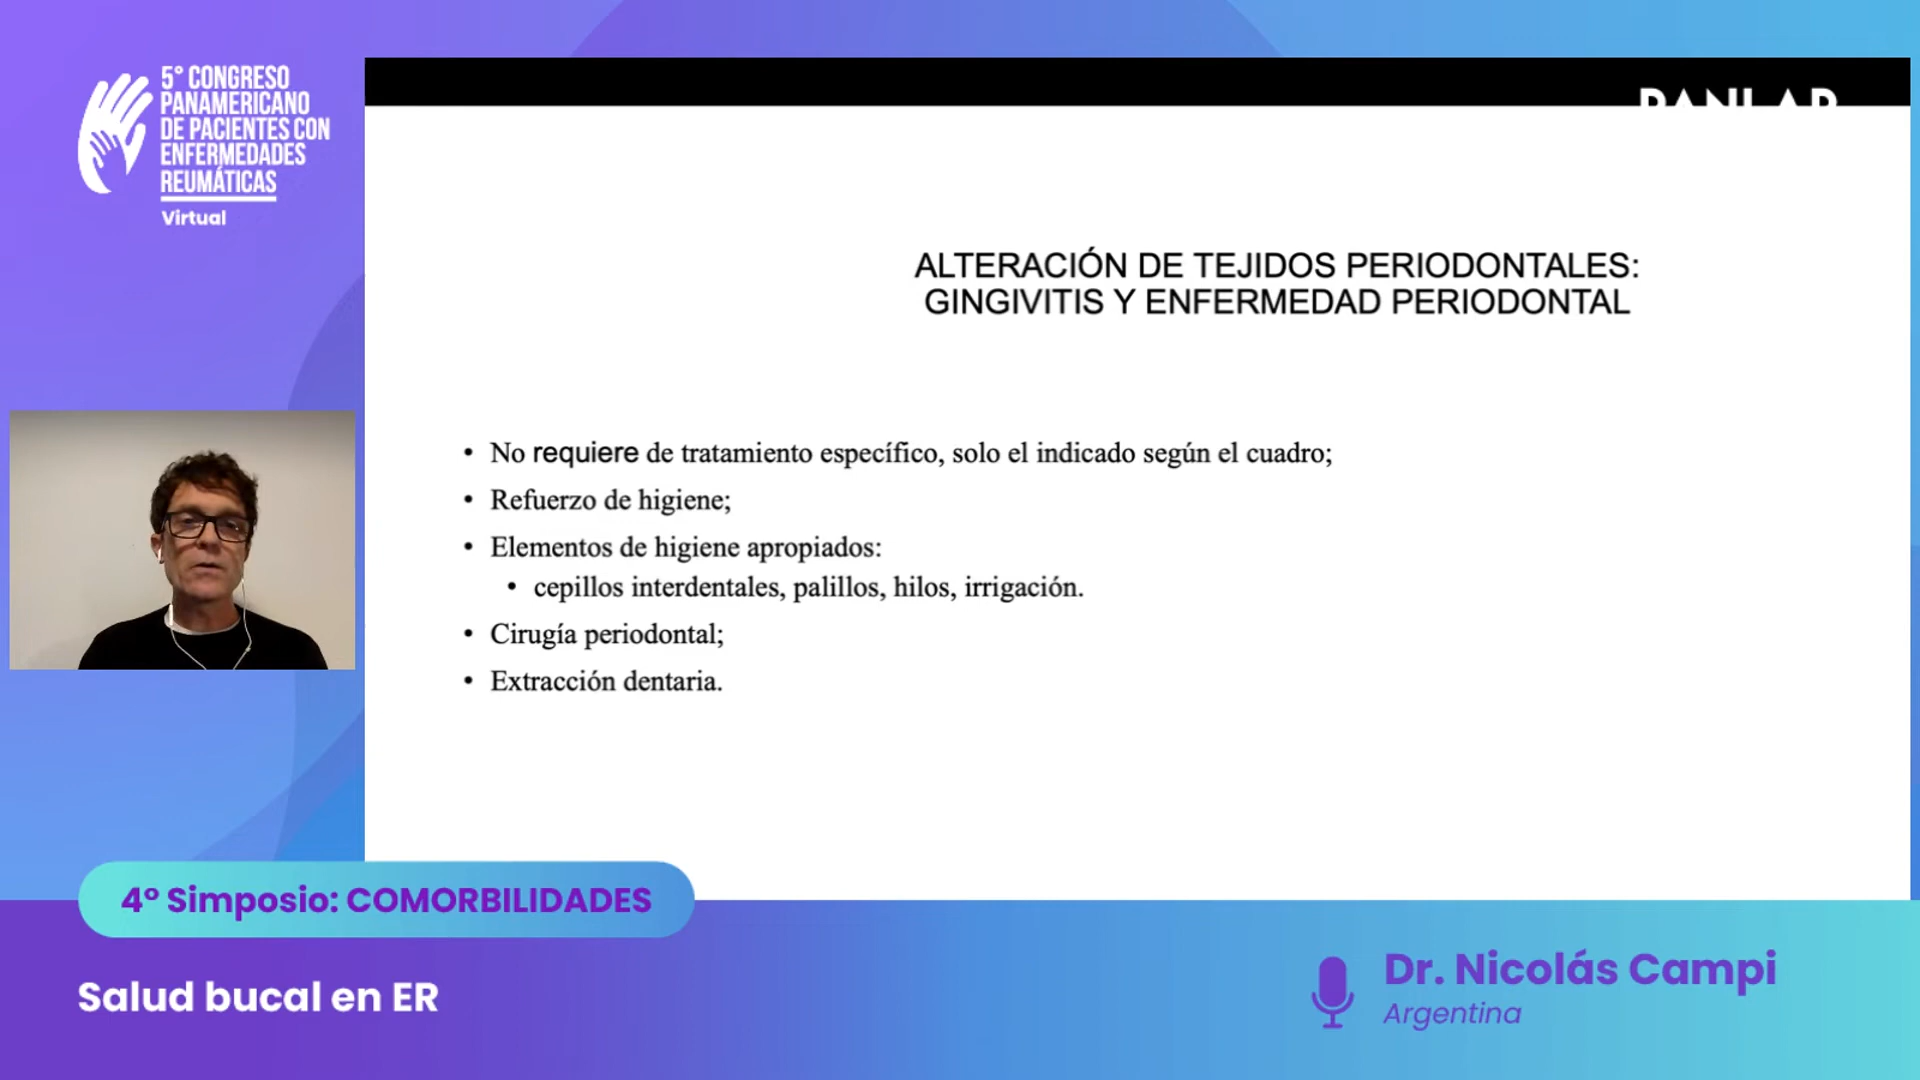 5° CONGRESO
PANAMERICANO
DE PACIENTES CON
ENFERMEDADES
REUMÁTICAS
Virtual
ALTERACIÓN DE TEJIDOS PERIODONTALES:
GINGIVITIS Y ENFERMEDAD PERIODONTAL
• No requiere de tratamiento específico, solo el indicado según el cuadro;
• Refuerzo de higiene;
• Elementos de higiene apropiados:
• cepillos interdentales, palillos, hilos, irrigación.
• Cirugía periodontal;
• Extracción dentaria.
4° Simposio: COMORBILIDADES
Salud bucal en ER
Dr. Nicolás Campi
Argentina